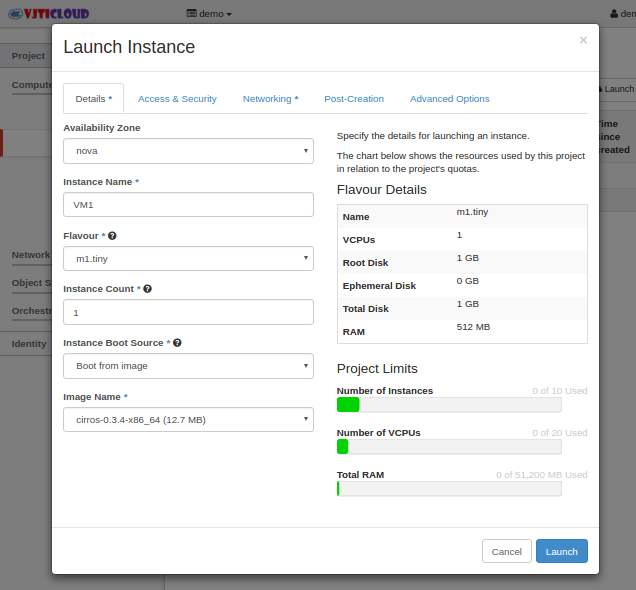 VJTICLOUD
demo
Launch Instance
×
Project
Compute
Network
Object S
Orchestr
Identity
Launch
Time
since
created
Details *
Access & Security
Networking *
Post-Creation
Advanced Options
Availability Zone
nova
Instance Name *
VM1
Flavour *
m1.tiny
Instance Count *
1
Instance Boot Source *
Boot from image
Image Name *
cirros-0.3.4-x86_64 (12.7 MB)
Specify the details for launching an instance.
The chart below shows the resources used by this project
in relation to the project's quotas.
Flavour Details
Name m1.tiny
VCPUs 1
Root Disk 1 GB
Ephemeral Disk 0 GB
Total Disk 1 GB
RAM 512 MB
Project Limits
Number of Instances 0 of 10 Used
Number of VCPUs 0 of 20 Used
Total RAM 0 of 51,200 MB Used
Cancel
Launch